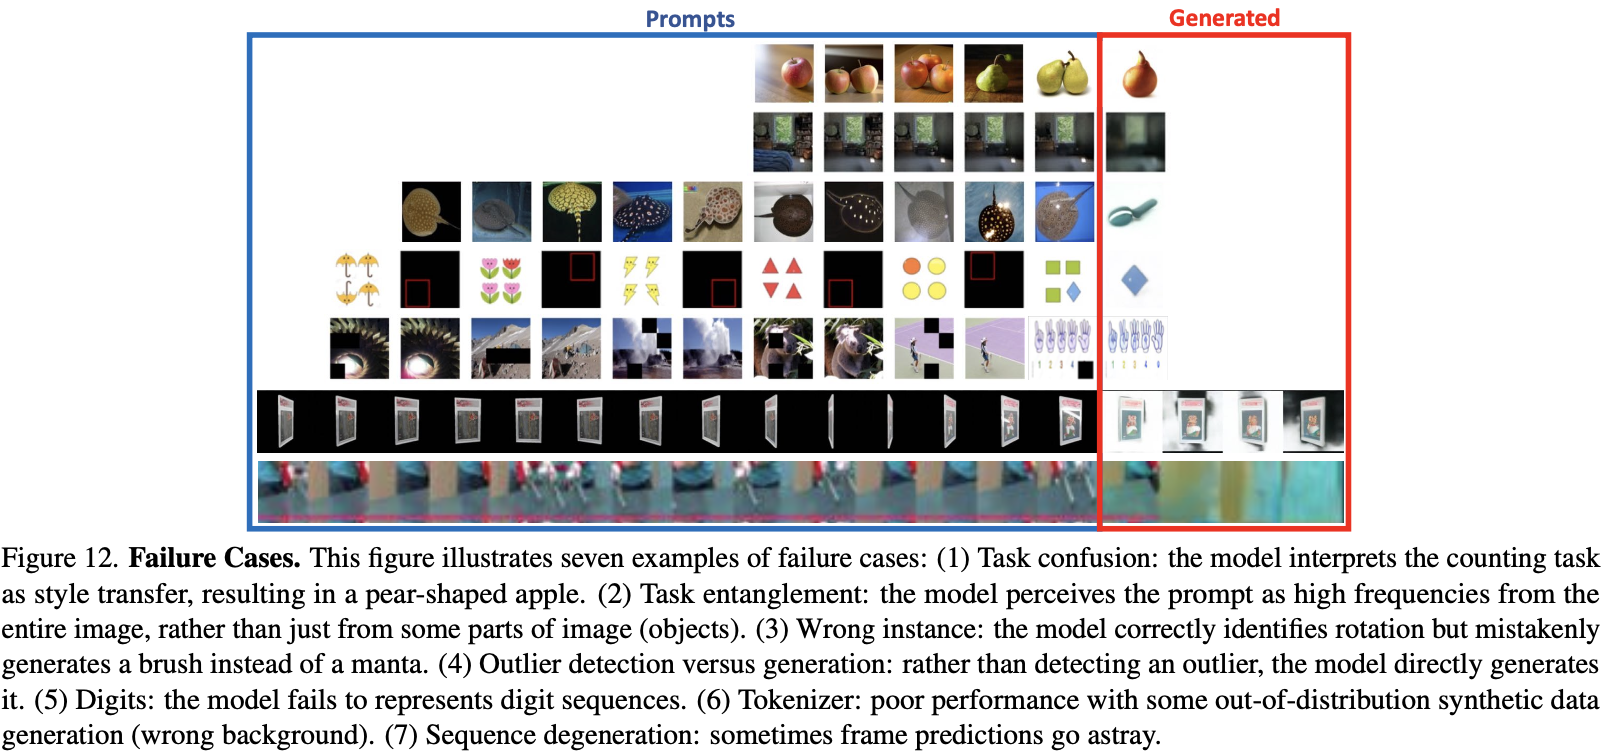 Prompts
Generated
Figure 12. Failure Cases. This figure illustrates seven examples of failure cases: (1) Task confusion: the model interprets the counting task
as style transfer, resulting in a pear-shaped apple. (2) Task entanglement: the model perceives the prompt as high frequencies from the
entire image, rather than just from some parts of image (objects). (3) Wrong instance: the model correctly identifies rotation but mistakenly
generates a brush instead of a manta. (4) Outlier detection versus generation: rather than detecting an outlier, the model directly generates
it. (5) Digits: the model fails to represents digit sequences. (6) Tokenizer: poor performance with some out-of-distribution synthetic data
generation (wrong background). (7) Sequence degeneration: sometimes frame predictions go astray.